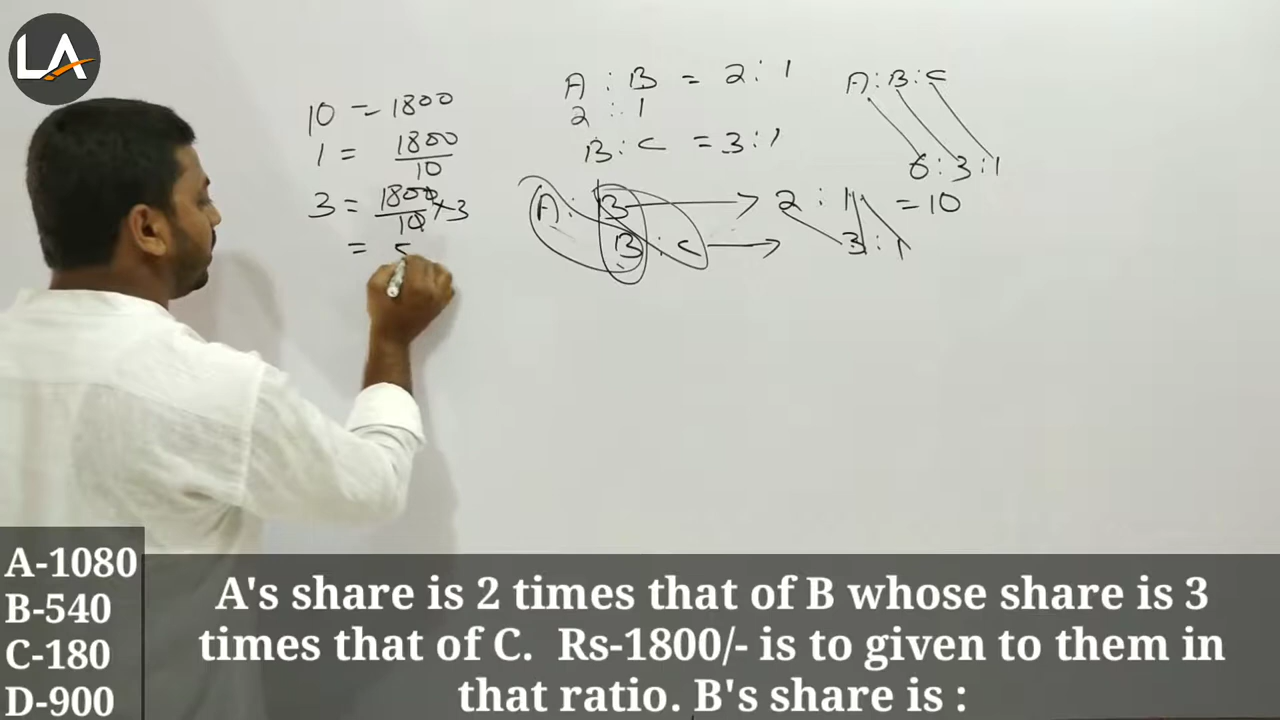 LA
10 = 1800
1 = 1800/10
3 = 1800/10 × 3
= 5
A : B = 2 : 1
2 : 1
B : C = 3 : 1
A : B → 2 : 1 = 10
B : C → 3 : 1
A : B : C
6 : 3 : 1
A-1080
B-540
C-180
D-900
A's share is 2 times that of B whose share is 3
times that of C. Rs-1800/- is to given to them in
that ratio. B's share is :